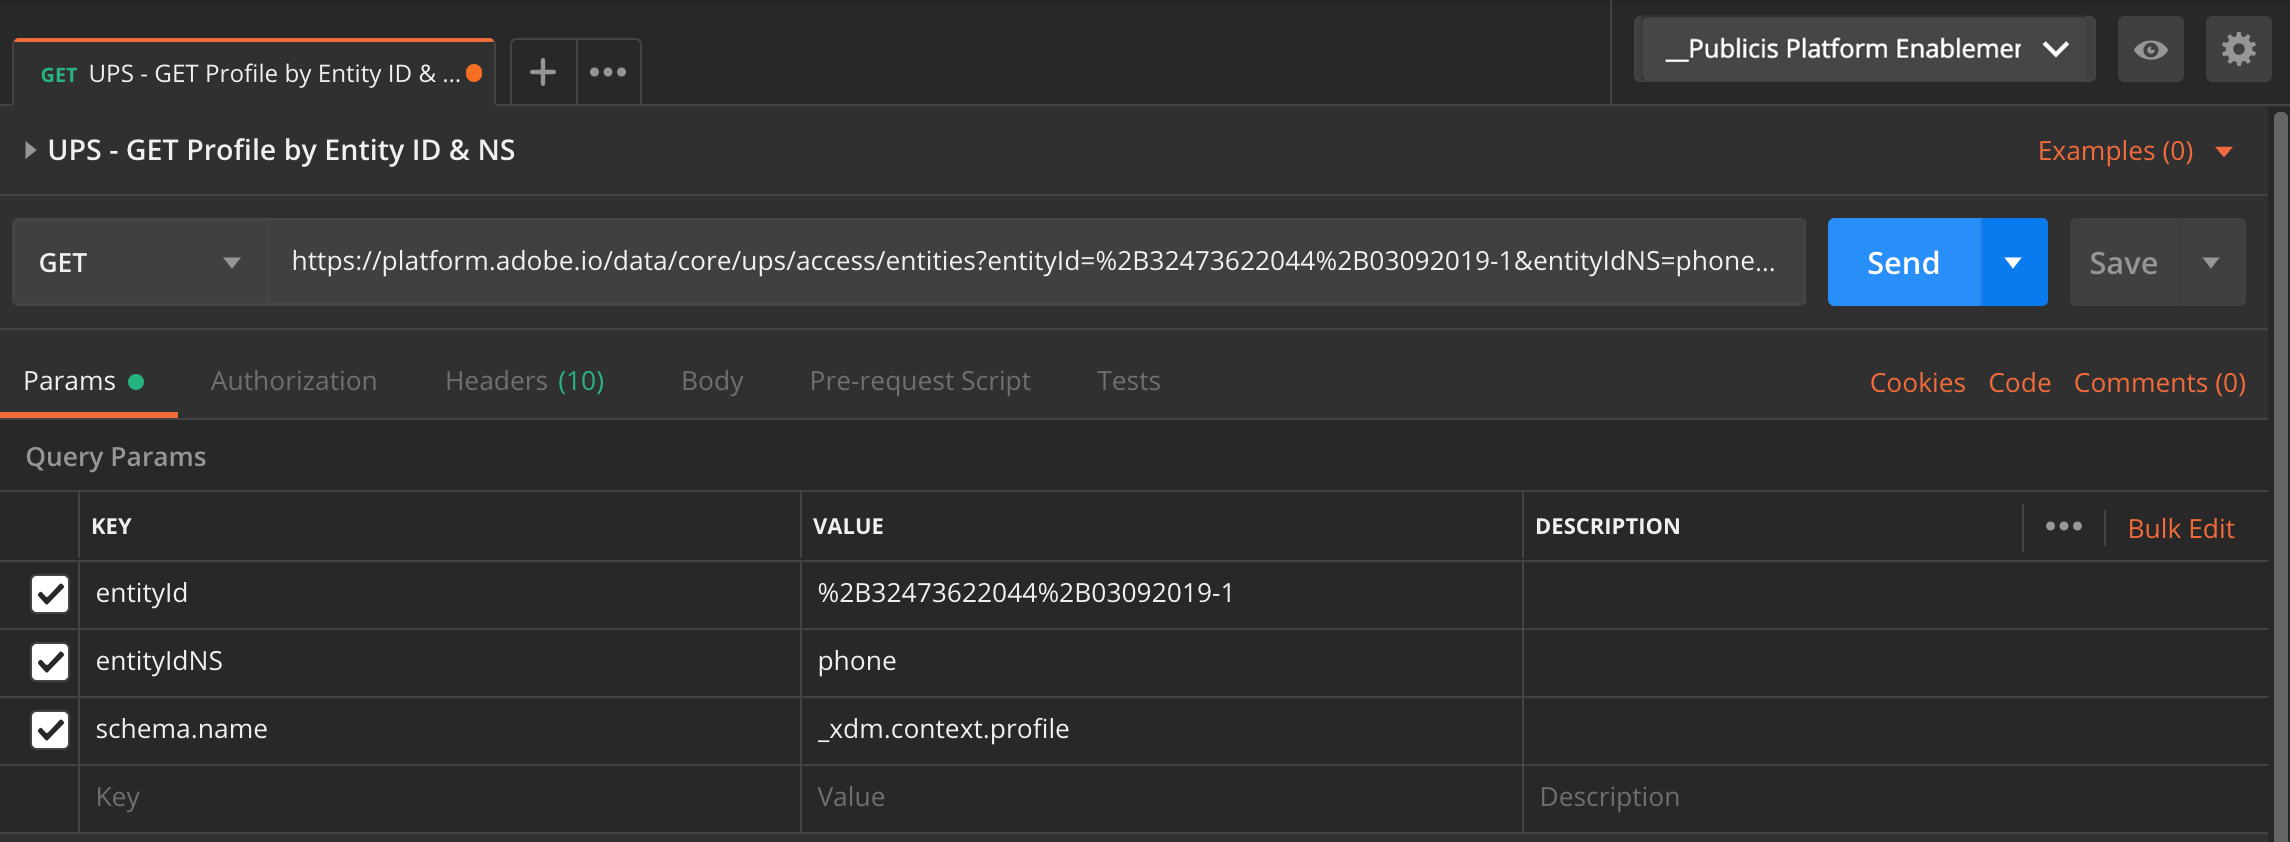 GET UPS - GET Profile by Entity ID & ...
__Publicis Platform Enablemen
UPS - GET Profile by Entity ID & NS
Examples (0)
GET
https://platform.adobe.io/data/core/ups/access/entities?entityId=%2B32473622044%2B03092019-1&entityIdNS=phone...
Send
Save
Params
Authorization
Headers (10)
Body
Pre-request Script
Tests
Cookies
Code
Comments (0)
Query Params
KEY
VALUE
DESCRIPTION
Bulk Edit
entityId
%2B32473622044%2B03092019-1
entityIdNS
phone
schema.name
_xdm.context.profile
Key
Value
Description